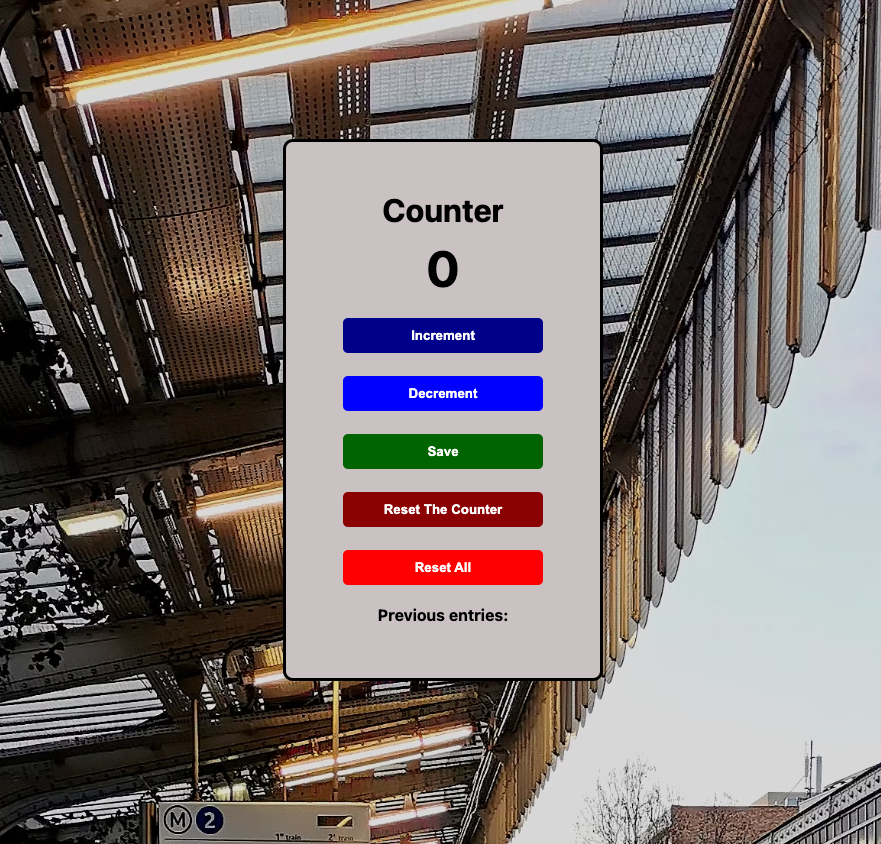 Counter
0
Increment
Decrement
Save
Reset The Counter
Reset All
Previous entries:
M 2
1er train 2e train